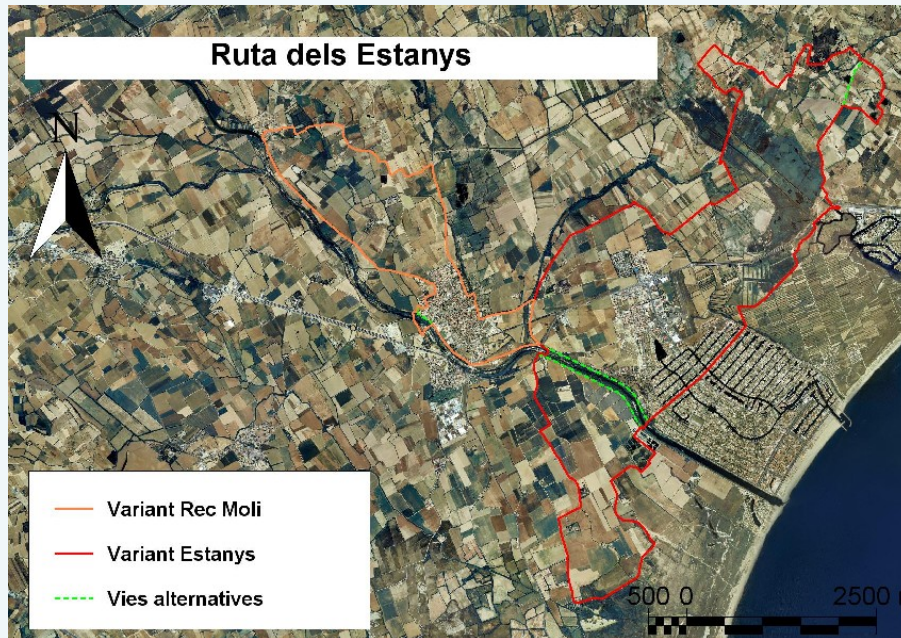 Ruta dels Estanys
N
Variant Rec Moli
Variant Estanys
Vies alternatives
500 0 2500